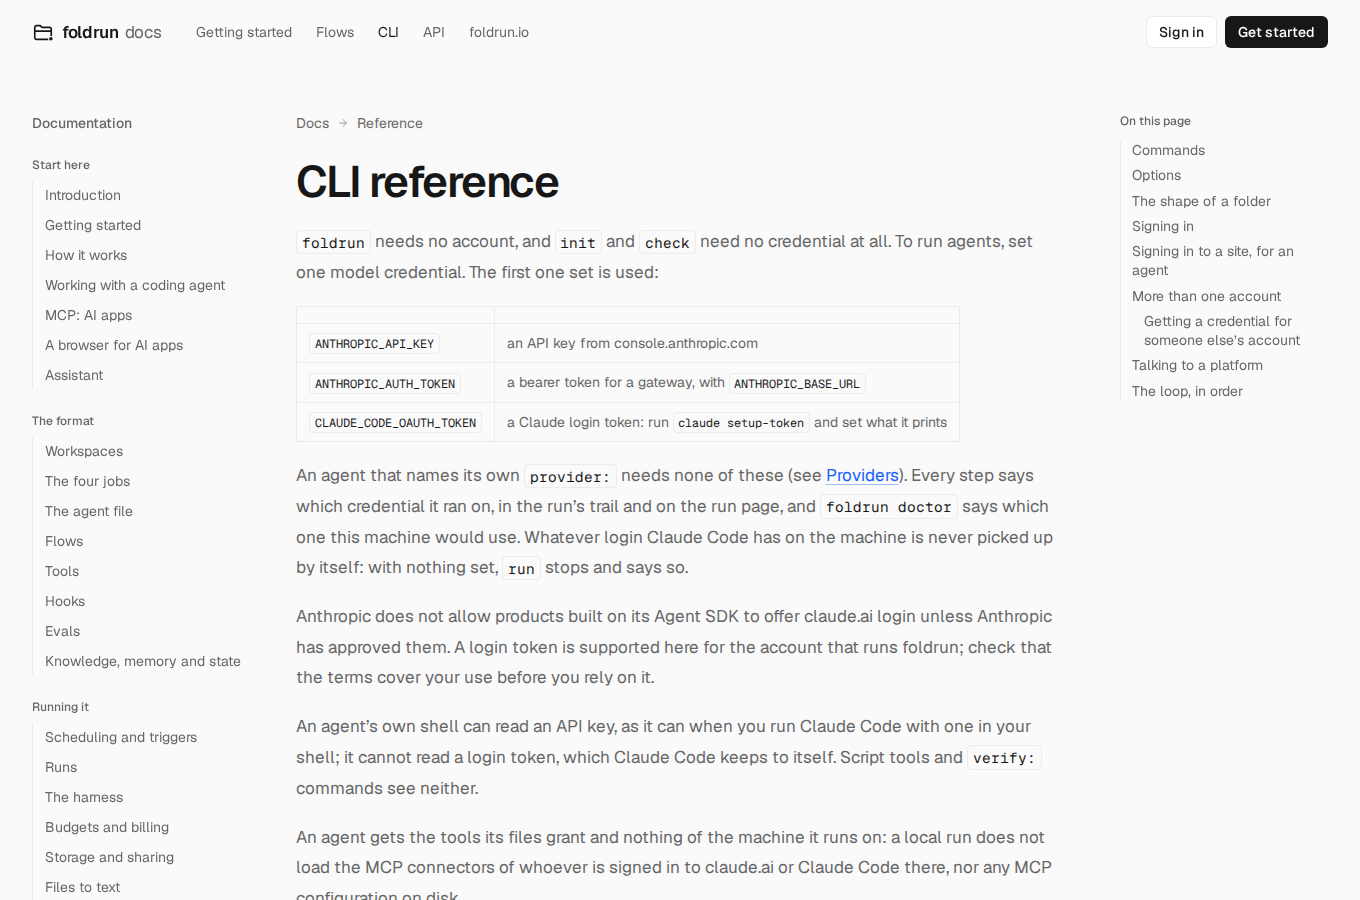 foldrun docs
Getting started
Flows
CLI
API
foldrun.io
Sign in
Get started
Documentation
Start here
Introduction
Getting started
How it works
Working with a coding agent
MCP: AI apps
A browser for AI apps
Assistant
The format
Workspaces
The four jobs
The agent file
Flows
Tools
Hooks
Evals
Knowledge, memory and state
Running it
Scheduling and triggers
Runs
The harness
Budgets and billing
Storage and sharing
Files to text
Docs → Reference
CLI reference
foldrun needs no account, and init and check need no credential at all. To run agents, set
one model credential. The first one set is used:
ANTHROPIC_API_KEY an API key from console.anthropic.com
ANTHROPIC_AUTH_TOKEN a bearer token for a gateway, with ANTHROPIC_BASE_URL
CLAUDE_CODE_OAUTH_TOKEN a Claude login token: run claude setup-token and set what it prints
An agent that names its own provider: needs none of these (see Providers). Every step says
which credential it ran on, in the run’s trail and on the run page, and foldrun doctor says which
one this machine would use. Whatever login Claude Code has on the machine is never picked up
by itself: with nothing set, run stops and says so.
Anthropic does not allow products built on its Agent SDK to offer claude.ai login unless Anthropic
has approved them. A login token is supported here for the account that runs foldrun; check that
the terms cover your use before you rely on it.
An agent’s own shell can read an API key, as it can when you run Claude Code with one in your
shell; it cannot read a login token, which Claude Code keeps to itself. Script tools and verify:
commands see neither.
An agent gets the tools its files grant and nothing of the machine it runs on: a local run does not
load the MCP connectors of whoever is signed in to claude.ai or Claude Code there, nor any MCP
configuration on disk.
On this page
Commands
Options
The shape of a folder
Signing in
Signing in to a site, for an
agent
More than one account
Getting a credential for
someone else’s account
Talking to a platform
The loop, in order